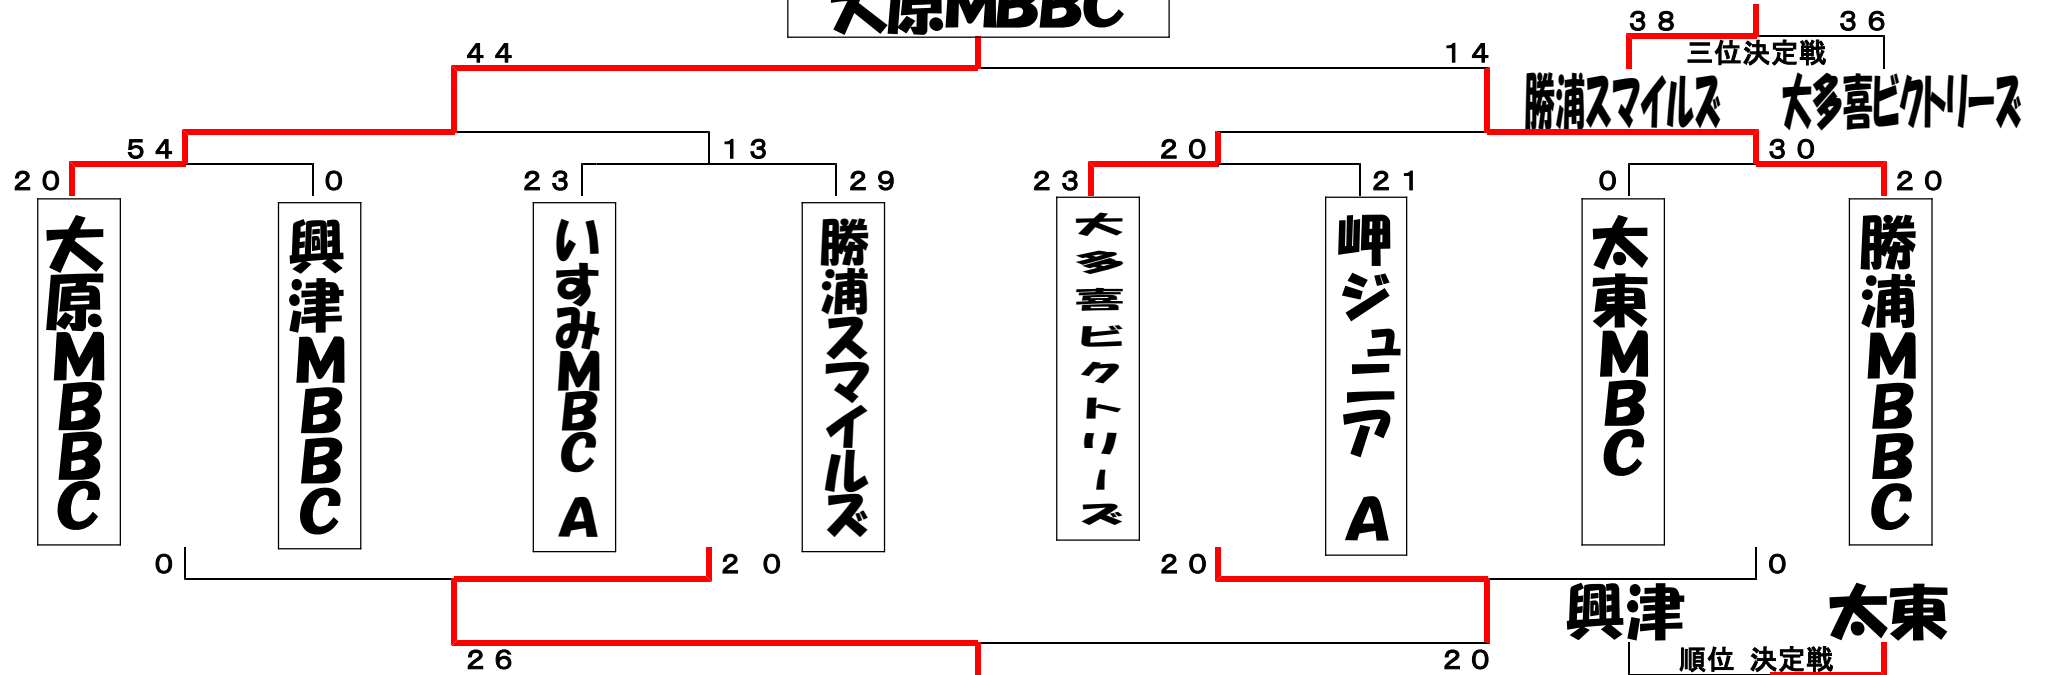 大原MBBC
38 36
三位決定戦
勝浦スマイルズ 大多喜ビクトリーズ
44 14
54 13 20 30
20 0 23 29 23 21 0 20
大原MBBC
興津MBBC
いすみMBC A
勝浦スマイルズ
大多喜ビクトリーズ
岬ジュニア A
太東MBC
勝浦MBBC
0 20 20 0
興津 太東
順位 決定戦
26 20